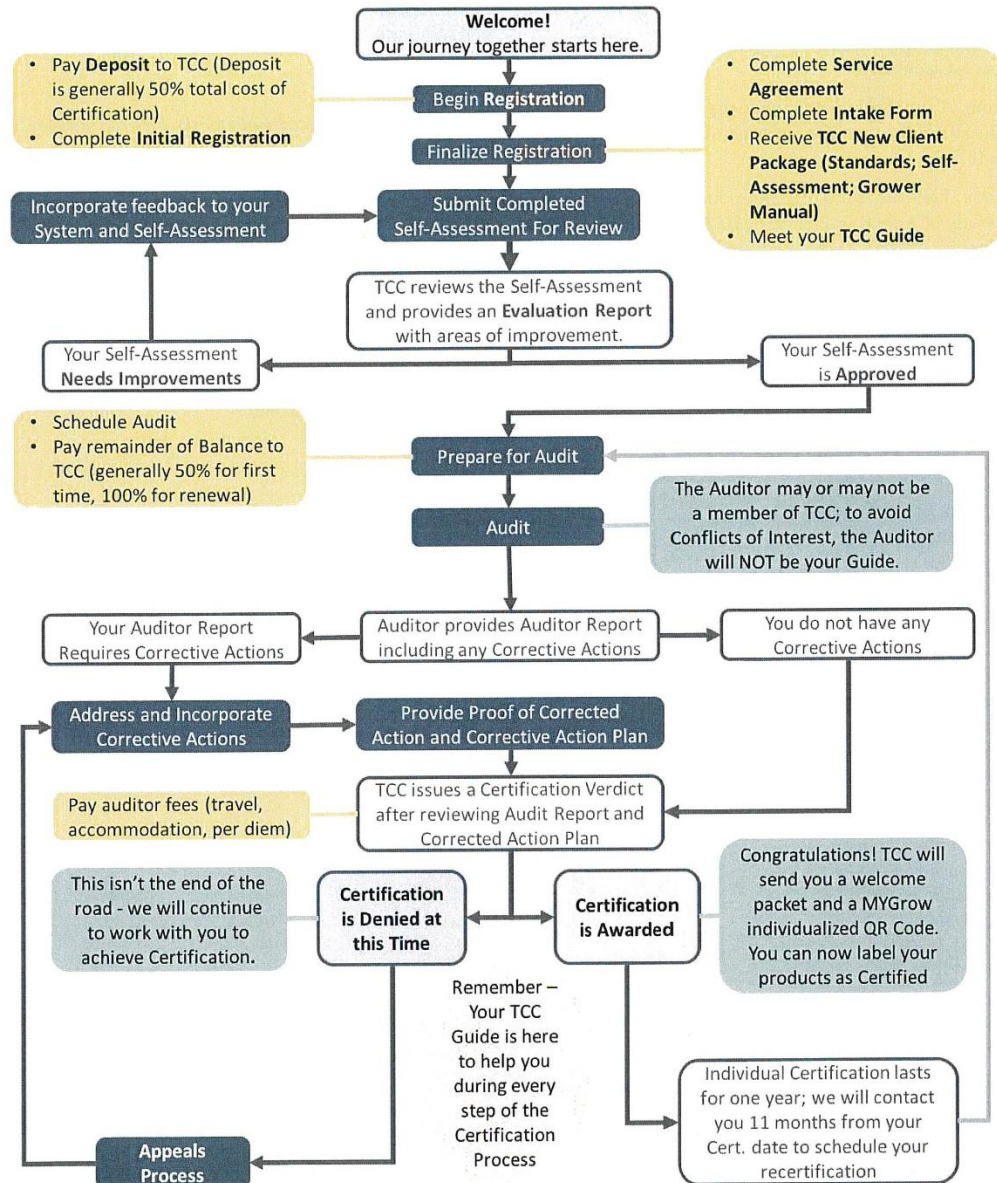 Welcome!
Our journey together starts here.
• Pay Deposit to TCC (Deposit
is generally 50% total cost of
Certification)
• Complete Initial Registration
Begin Registration
Finalize Registration
• Complete Service
Agreement
• Complete Intake Form
• Receive TCC New Client
Package (Standards; Self-
Assessment; Grower
Manual)
• Meet your TCC Guide
Incorporate feedback to your
System and Self-Assessment
Submit Completed
Self-Assessment For Review
TCC reviews the Self-Assessment
and provides an Evaluation Report
with areas of improvement.
Your Self-Assessment
Needs Improvements
Your Self-Assessment
is Approved
• Schedule Audit
• Pay remainder of Balance to
TCC (generally 50% for first
time, 100% for renewal)
Prepare for Audit
Audit
The Auditor may or may not be
a member of TCC; to avoid
Conflicts of Interest, the Auditor
will NOT be your Guide.
Your Auditor Report
Requires Corrective Actions
Auditor provides Auditor Report
including any Corrective Actions
You do not have any
Corrective Actions
Address and Incorporate
Corrective Actions
Provide Proof of Corrected
Action and Corrective Action Plan
Pay auditor fees (travel,
accommodation, per diem)
TCC issues a Certification Verdict
after reviewing Audit Report and
Corrected Action Plan
This isn't the end of the
road - we will continue
to work with you to
achieve Certification.
Certification
is Denied at
this Time
Certification
is Awarded
Congratulations! TCC will
send you a welcome
packet and a MYGrow
individualized QR Code.
You can now label your
products as Certified
Remember –
Your TCC
Guide is here
to help you
during every
step of the
Certification
Process
Individual Certification lasts
for one year; we will contact
you 11 months from your
Cert. date to schedule your
recertification
Appeals
Process